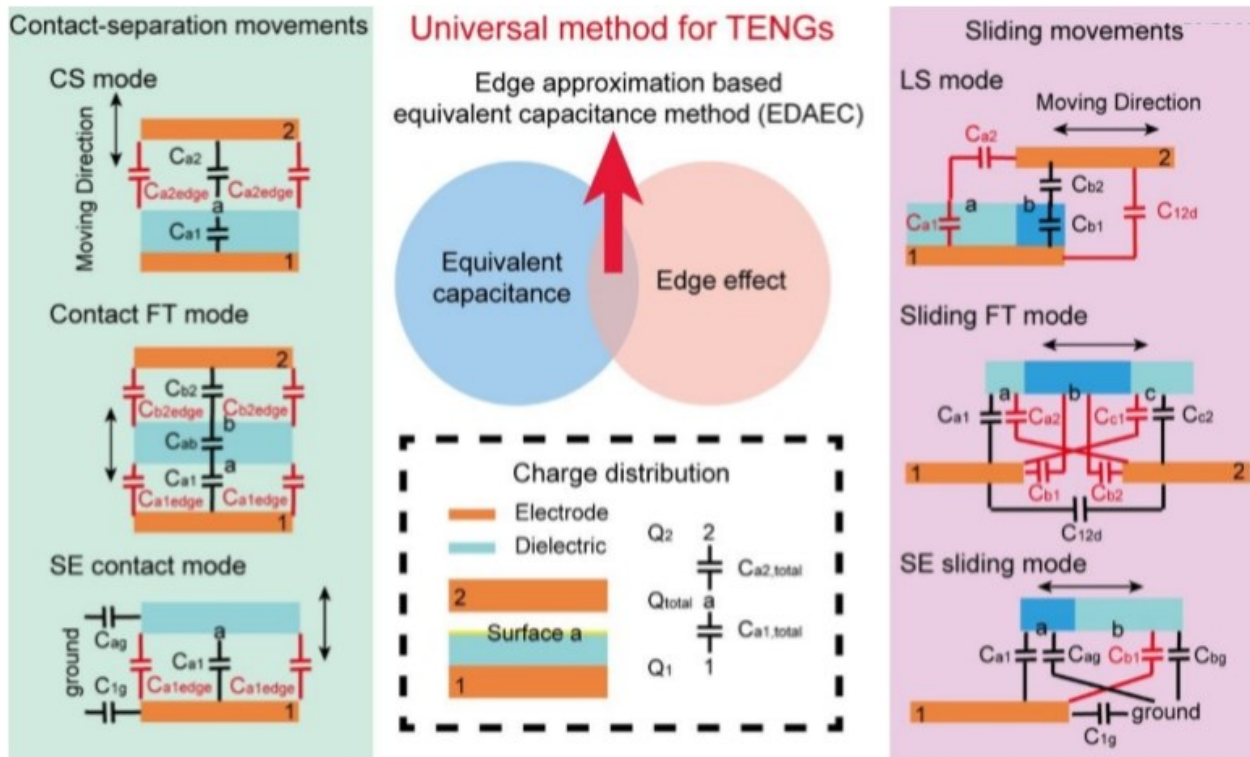 Contact-separation movements
CS mode
Moving Direction
2
Ca2
Ca2edge
Ca2edge
a
Ca1
1
Contact FT mode
2
Cb2
Cb2edge
Cb2edge
b
Cab
a
Ca1
Ca1edge
Ca1edge
1
SE contact mode
ground
Cag
a
Ca1
C1g
Ca1edge
Ca1edge
1
Universal method for TENGs
Edge approximation based
equivalent capacitance method (EDAEC)
Equivalent
capacitance
Edge effect
Charge distribution
Electrode
Dielectric
2
Surface a
1
Q2
2
Ca2,total
Qtotal
a
Ca1,total
Q1
1
Sliding movements
LS mode
Moving Direction
Ca2
2
Cb2
a
b
Ca1
Cb1
C12d
1
Sliding FT mode
a
b
c
Ca1
Ca2
Cc1
Cc2
1
Cb1
Cb2
2
C12d
SE sliding mode
a
b
Ca1
Cag
Cb1
Cbg
1
ground
C1g